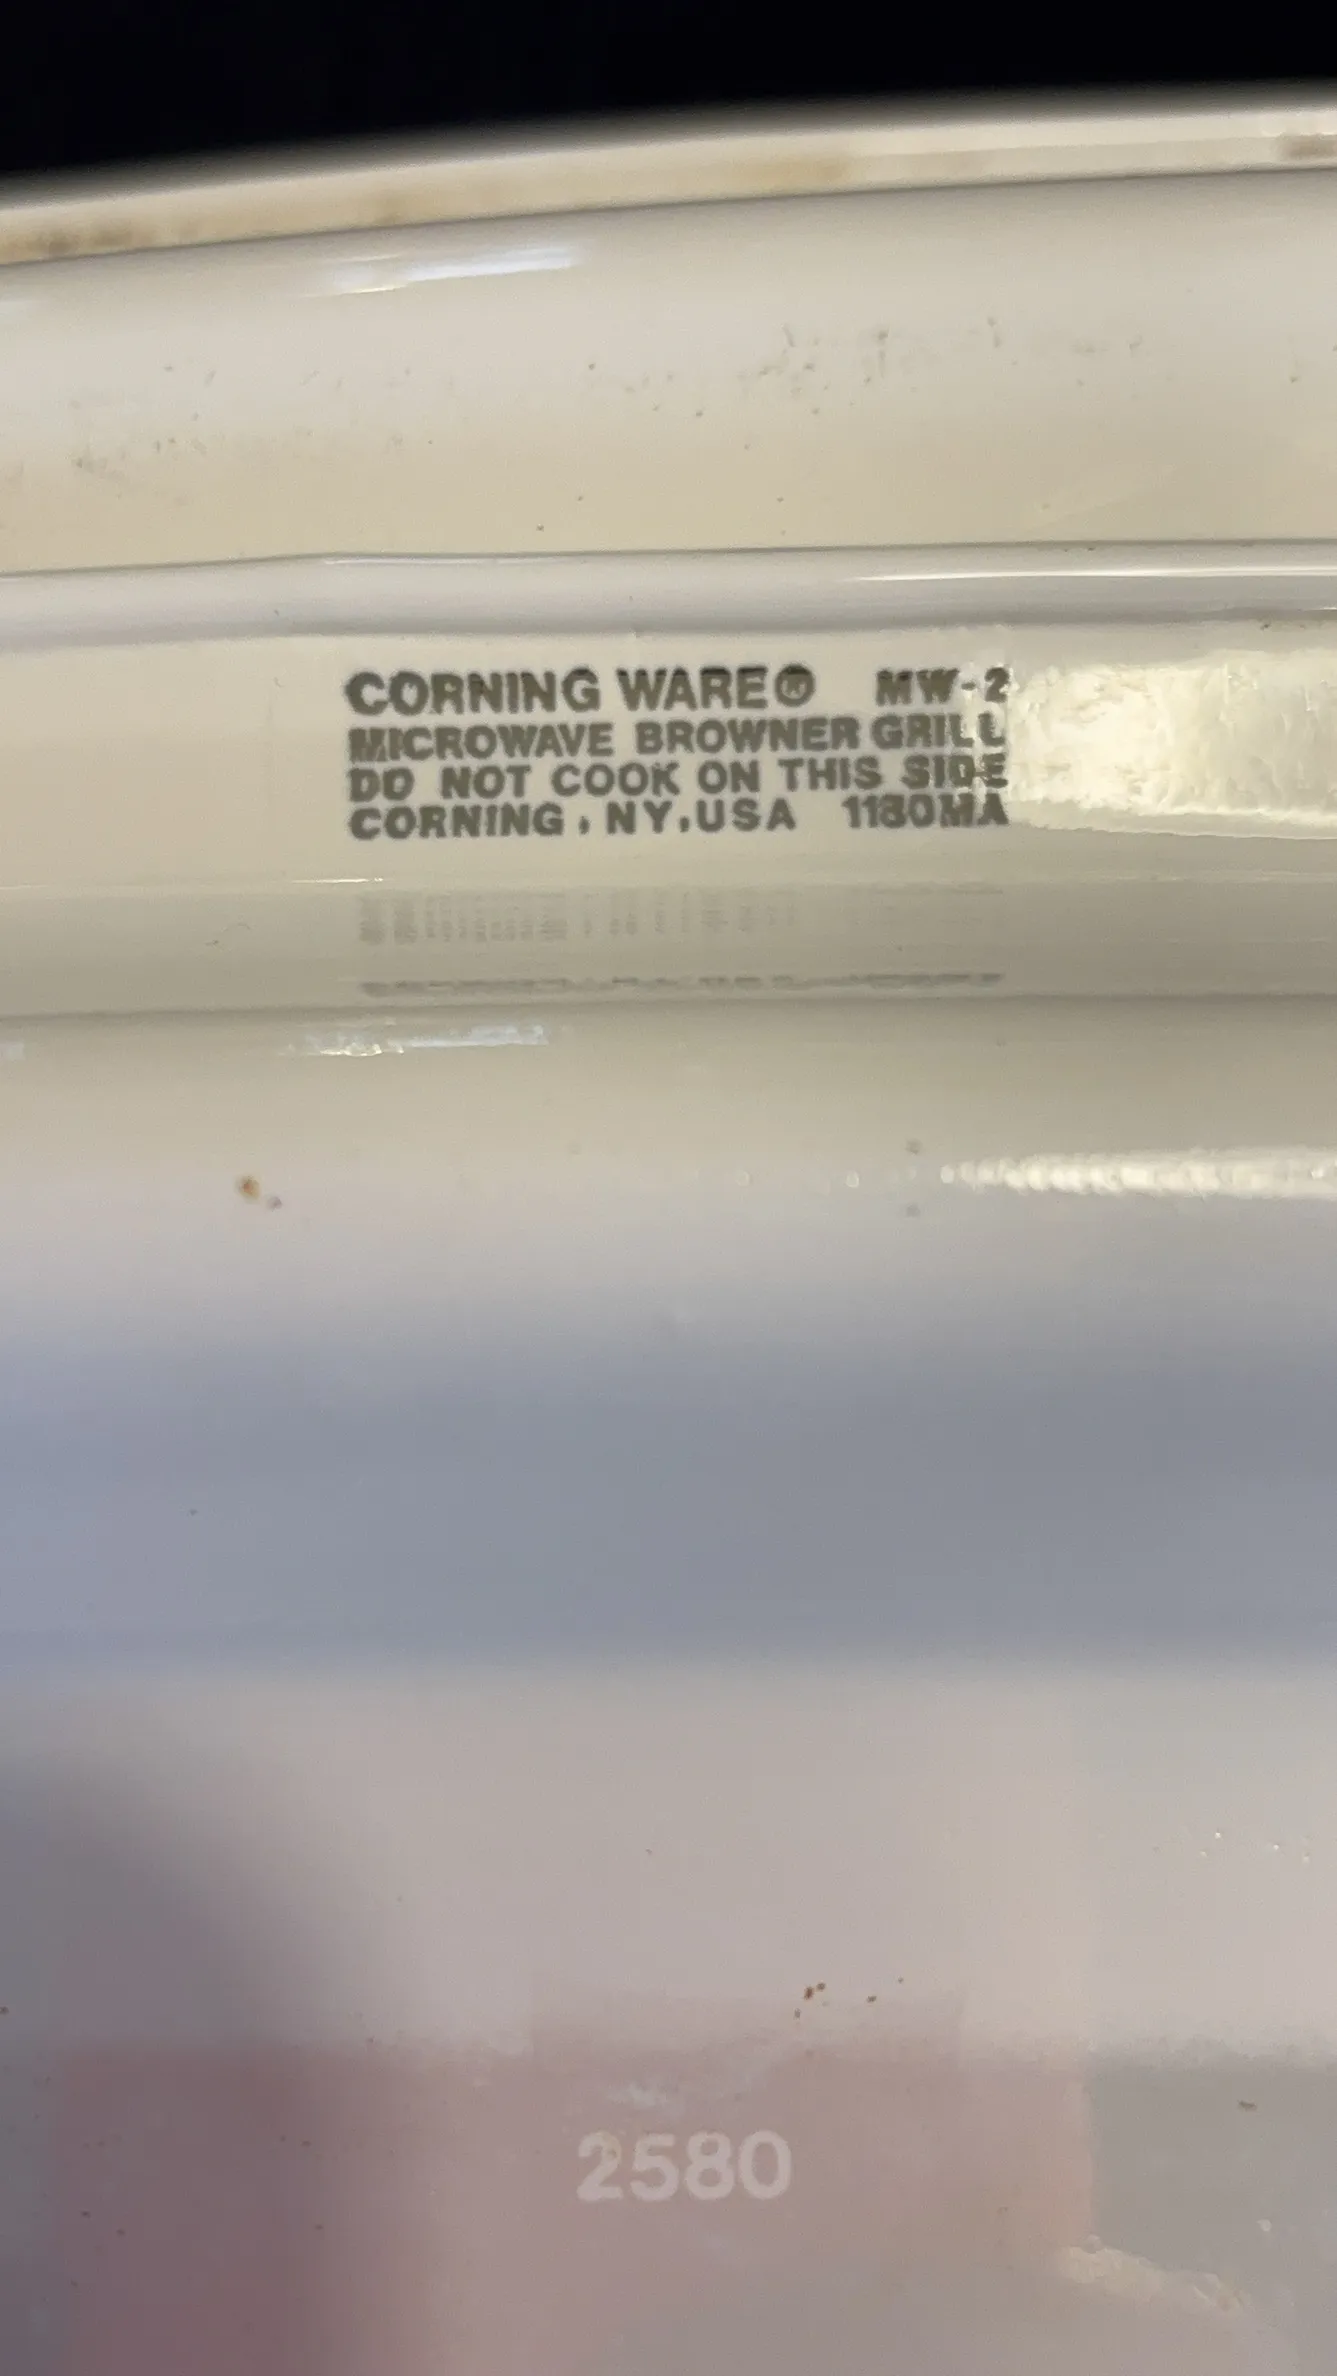 CORNING WARE® MW-2
MICROWAVE BROWNER GRILL
DO NOT COOK ON THIS SIDE
CORNING, NY, USA 1180MA
2580